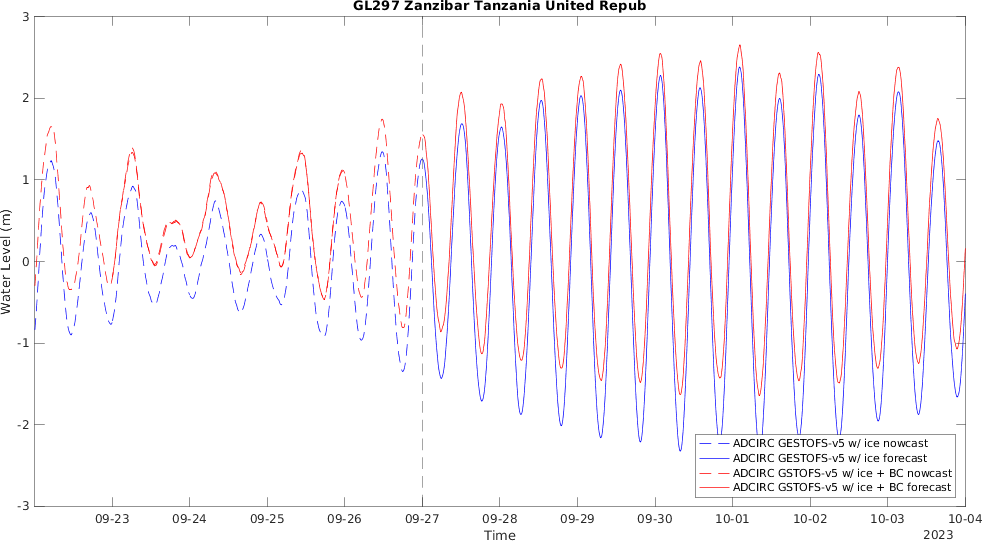 GL297 Zanzibar Tanzania United Repub
3
2
1
0
-1
-2
-3
Water Level (m)
ADCIRC GESTOFS-v5 w/ ice nowcast
ADCIRC GESTOFS-v5 w/ ice forecast
ADCIRC GSTOFS-v5 w/ ice + BC nowcast
ADCIRC GSTOFS-v5 w/ ice + BC forecast
09-23 09-24 09-25 09-26 09-27 09-28 09-29 09-30 10-01 10-02 10-03 10-04
Time
2023